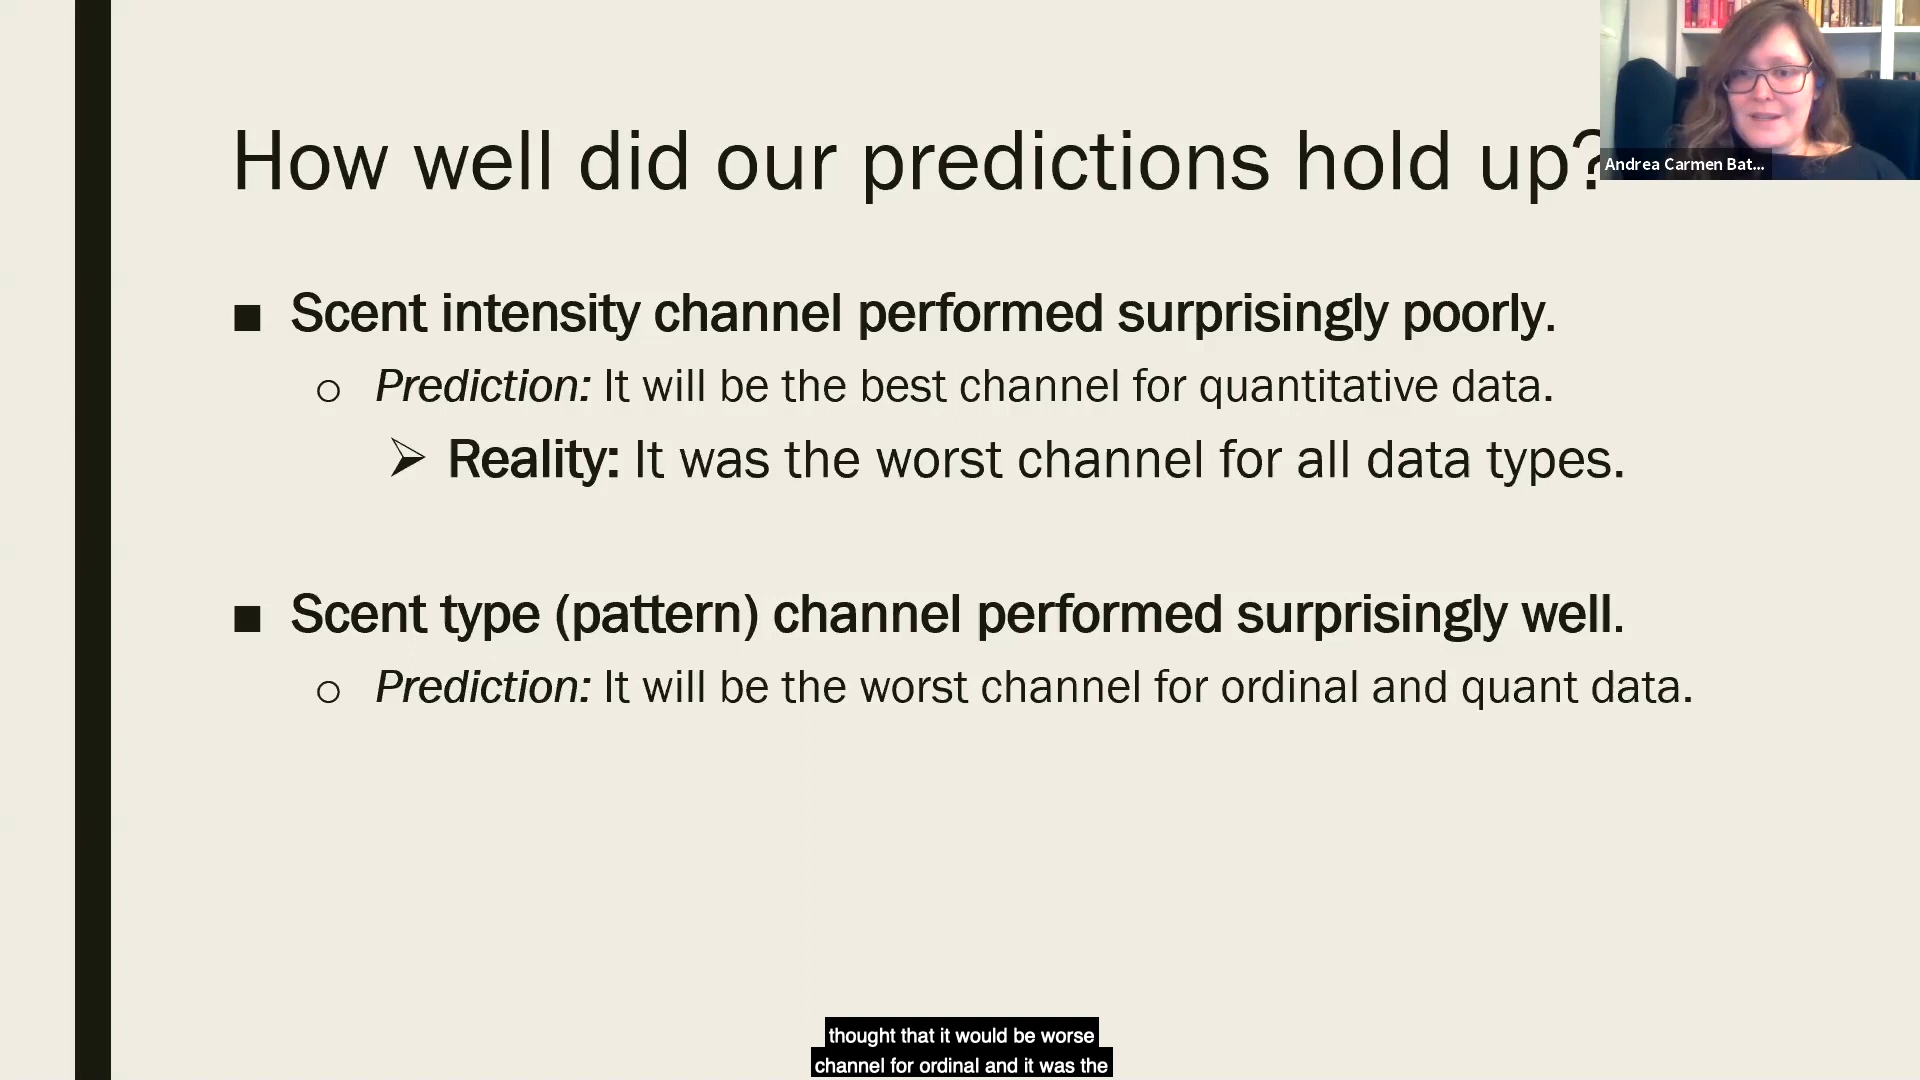 How well did our predictions hold up?
Andrea Carmen Bat...
■ Scent intensity channel performed surprisingly poorly.
○ Prediction: It will be the best channel for quantitative data.
➢ Reality: It was the worst channel for all data types.
■ Scent type (pattern) channel performed surprisingly well.
○ Prediction: It will be the worst channel for ordinal and quant data.
thought that it would be worse
channel for ordinal and it was the